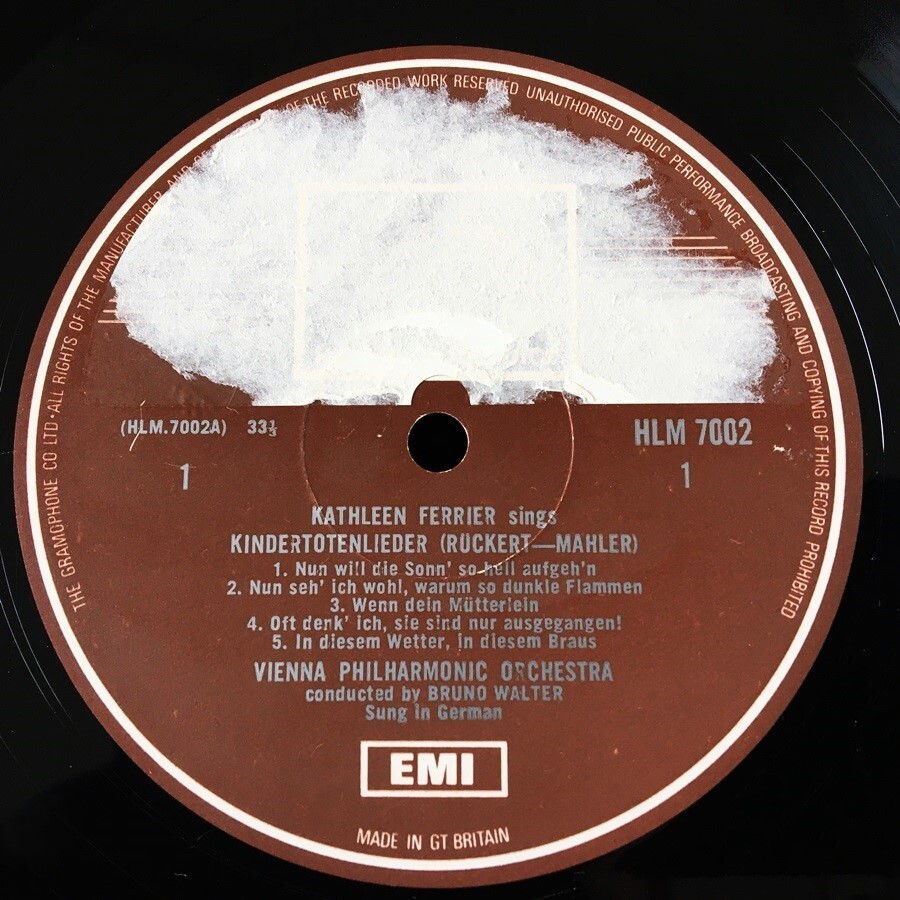 THE GRAMOPHONE CO LTD·ALL RIGHTS OF THE MANUFACTURER AND OF THE RECORDED WORK RESERVED UNAUTHORISED PUBLIC PERFORMANCE BROADCASTING AND COPYING OF THIS RECORD PROHIBITED
(HLM.7002A) 33⅓
1
HLM 7002
1
KATHLEEN FERRIER sings
KINDERTOTENLIEDER (RÜCKERT—MAHLER)
1. Nun will die Sonn' so hell aufgeh'n
2. Nun seh' ich wohl, warum so dunkle Flammen
3. Wenn dein Mütterlein
4. Oft denk' ich, sie sind nur ausgegangen!
5. In diesem Wetter, in diesem Braus
VIENNA PHILHARMONIC ORCHESTRA
conducted by BRUNO WALTER
Sung in German
EMI
MADE IN GT BRITAIN